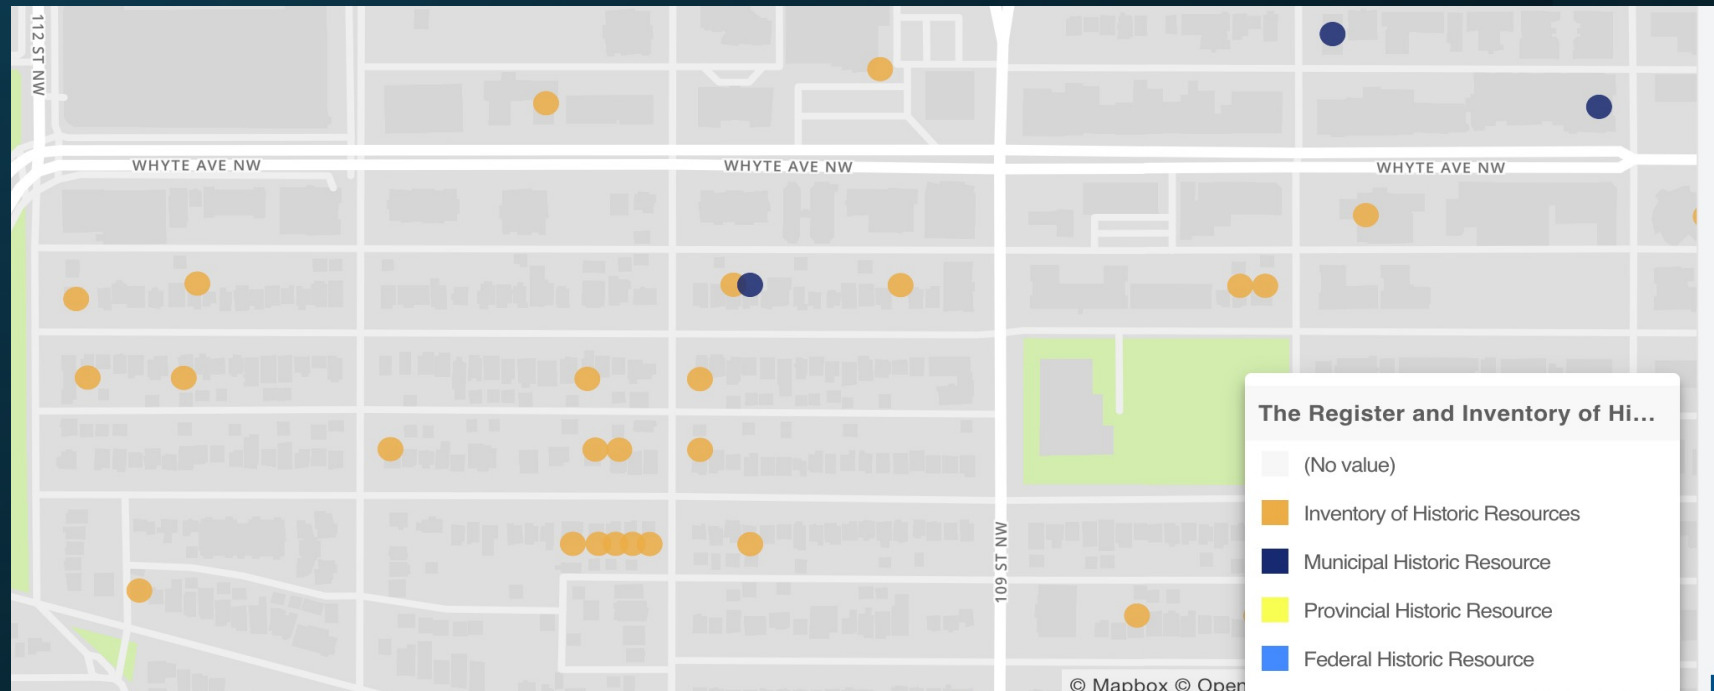 112 ST NW
WHYTE AVE NW
WHYTE AVE NW
WHYTE AVE NW
109 ST NW
The Register and Inventory of Hi...
(No value)
Inventory of Historic Resources
Municipal Historic Resource
Provincial Historic Resource
Federal Historic Resource
© Mapbox © Open